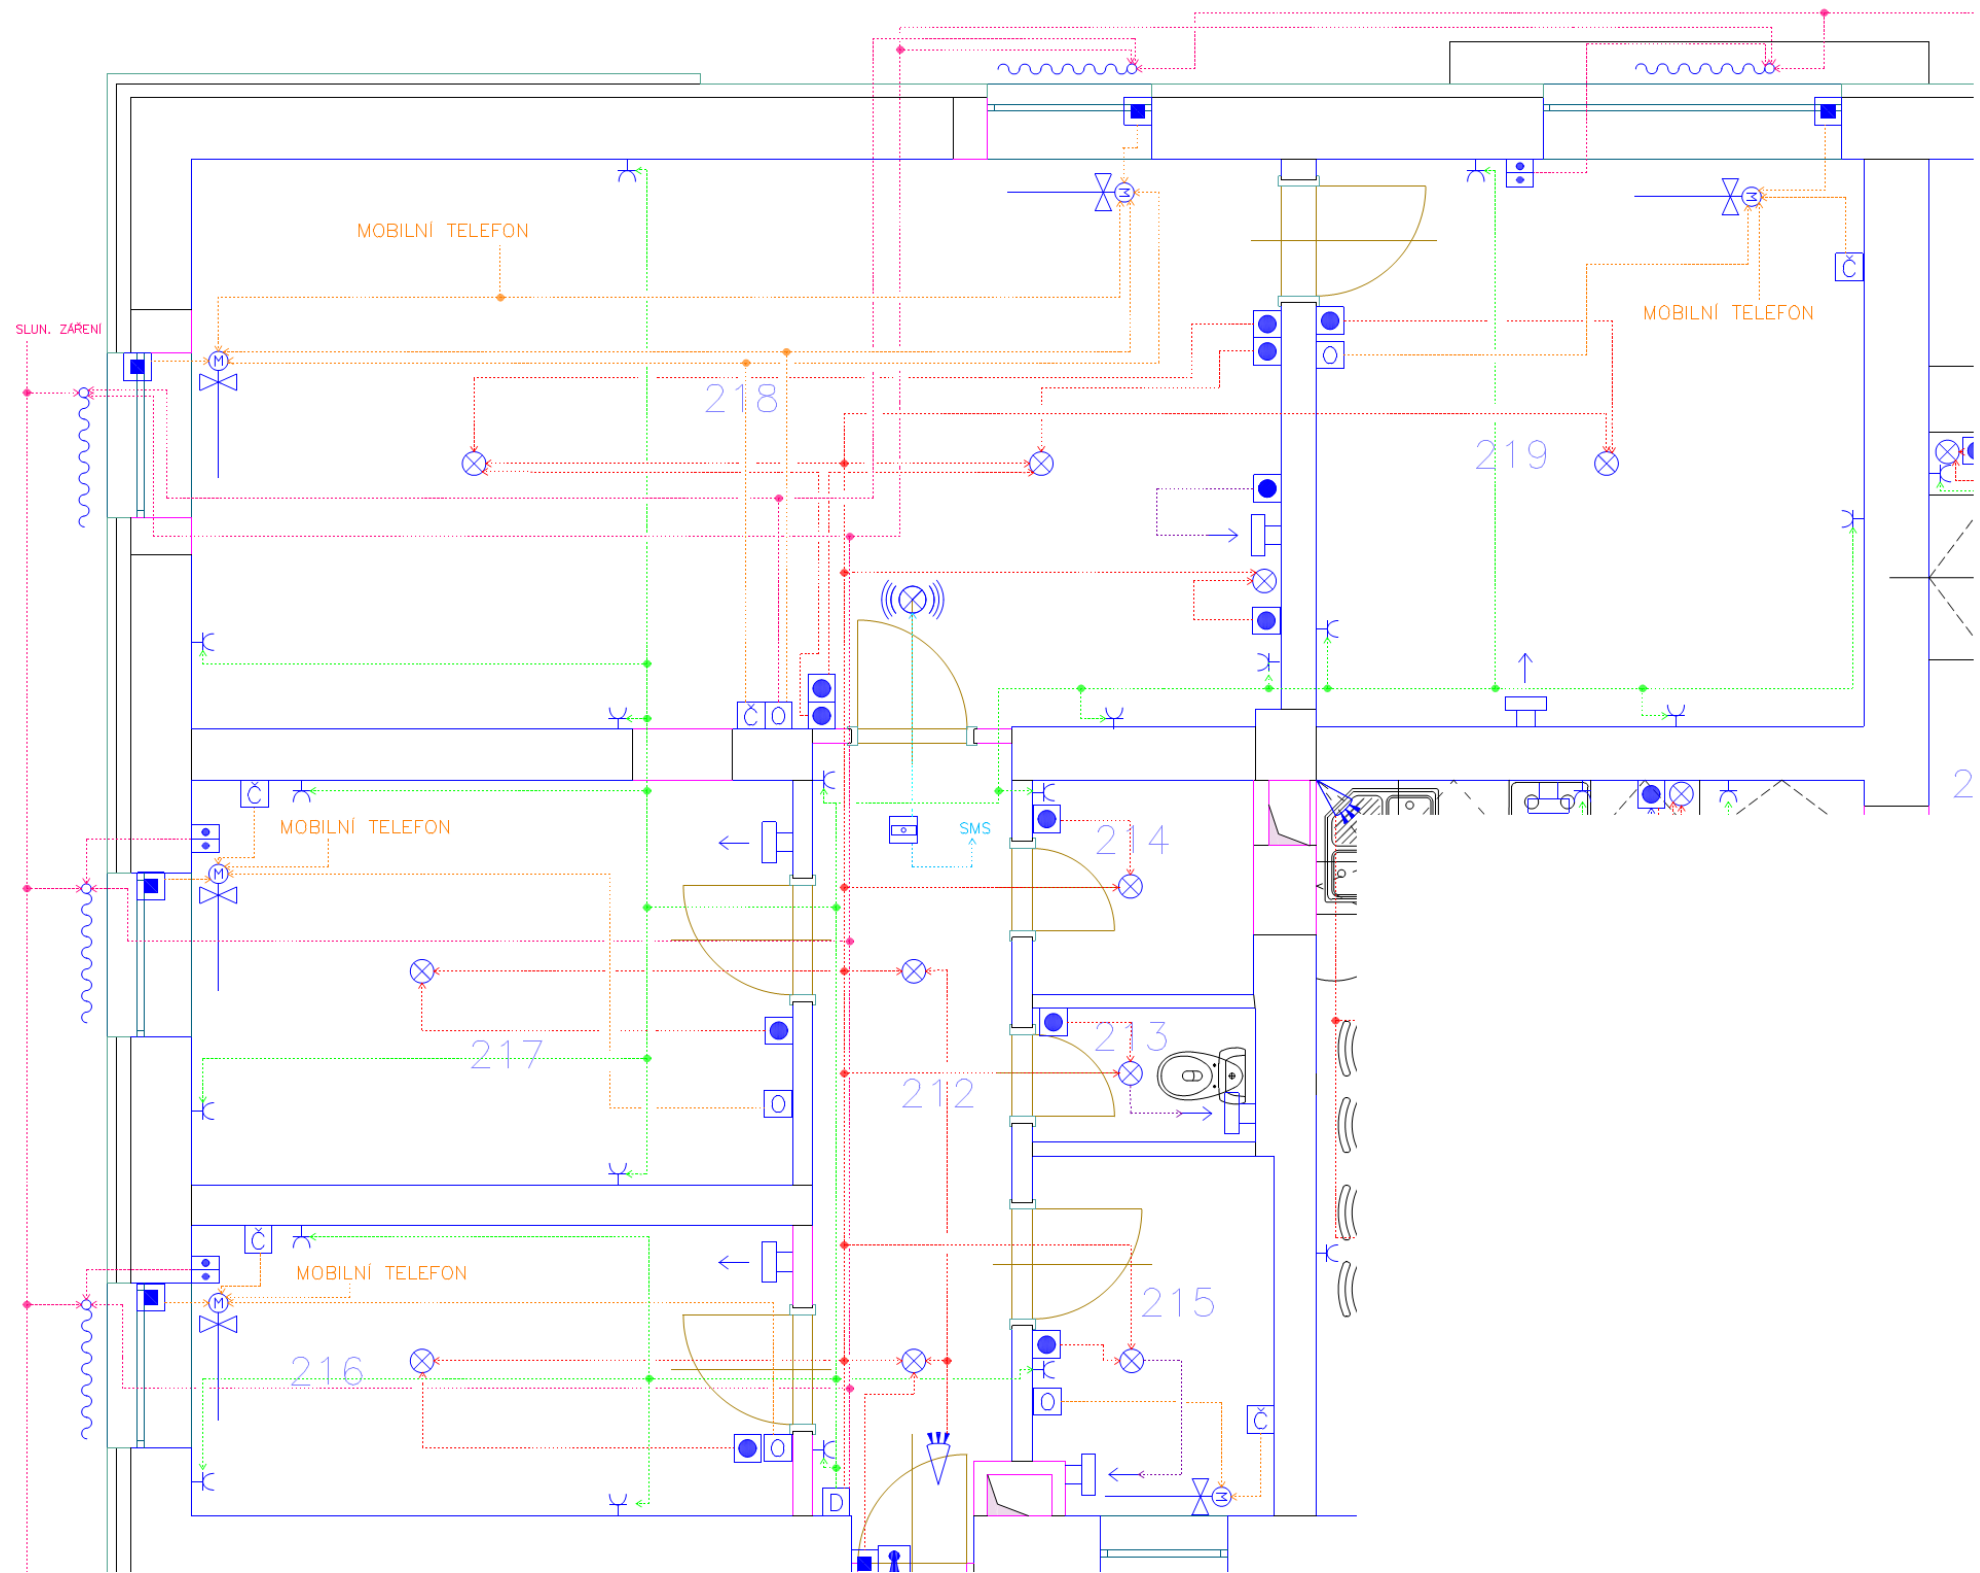 MOBILNÍ TELEFON
Č
MOBILNÍ TELEFON
SLUN. ZÁŘENÍ
M
M
M
O
218
219
Č O
Č
MOBILNÍ TELEFON
SMS
214
M
213
217
212
O
Č
MOBILNÍ TELEFON
M
215
216
O
Č
O
D
M
2